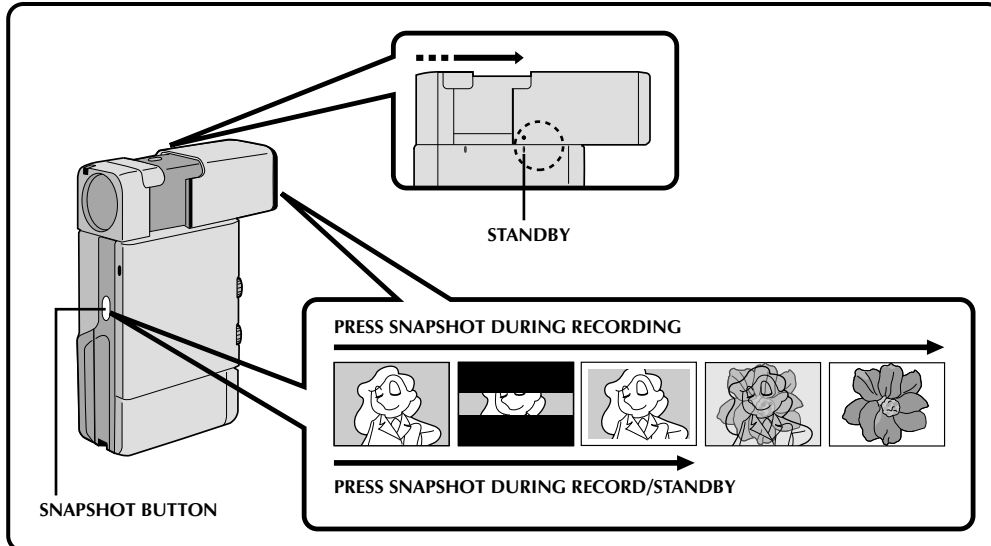 STANDBY
PRESS SNAPSHOT DURING RECORDING
PRESS SNAPSHOT DURING RECORD/STANDBY
SNAPSHOT BUTTON